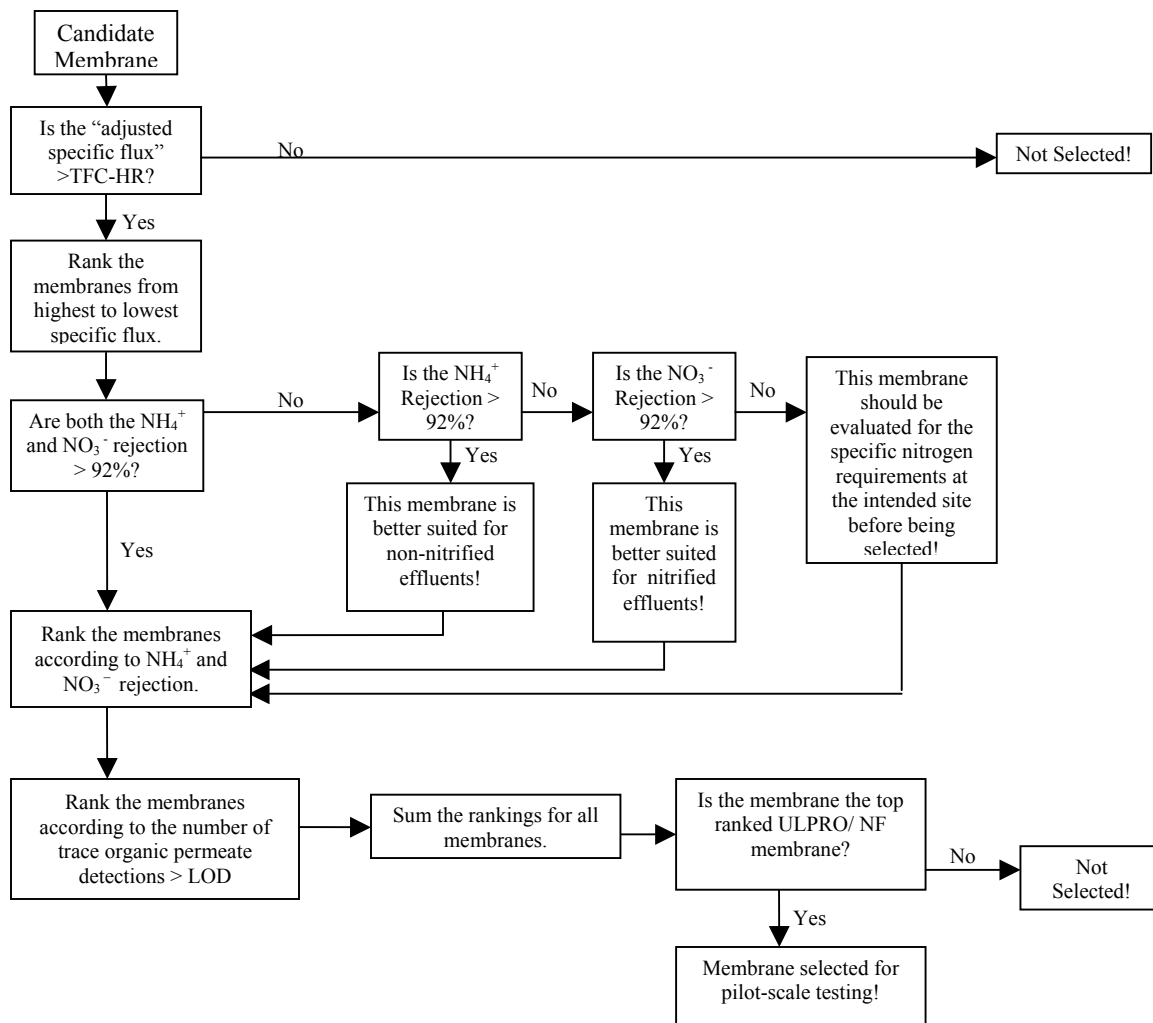 Candidate
Membrane
Is the “adjusted
specific flux”
>TFC-HR?
No
Not Selected!
Yes
Rank the
membranes from
highest to lowest
specific flux.
Are both the NH₄⁺
and NO₃⁻ rejection
> 92%?
No
Is the NH₄⁺
Rejection >
92%?
No
Is the NO₃⁻
Rejection >
92%?
No
This membrane
should be
evaluated for the
specific nitrogen
requirements at
the intended site
before being
selected!
Yes
This membrane is
better suited for
non-nitrified
effluents!
Yes
This
membrane is
better suited
for nitrified
effluents!
Yes
Rank the membranes
according to NH₄⁺ and
NO₃⁻ rejection.
Rank the membranes
according to the number of
trace organic permeate
detections > LOD
Sum the rankings for all
membranes.
Is the membrane the top
ranked ULPRO/ NF
membrane?
No
Not
Selected!
Yes
Membrane selected for
pilot-scale testing!